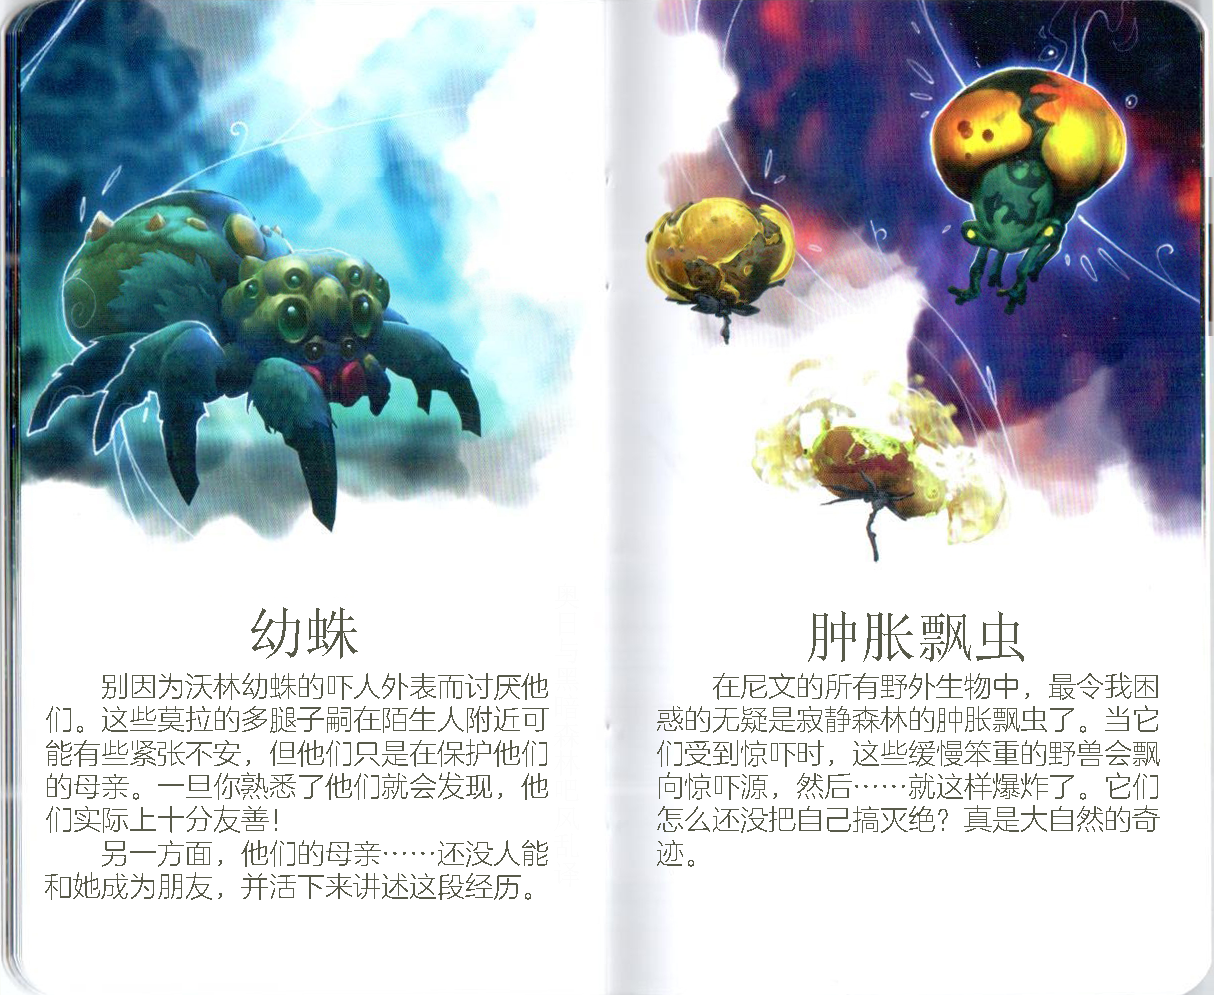 幼蛛
别因为沃林幼蛛的吓人外表而讨厌他
们。这些莫拉的多腿子嗣在陌生人附近可
能有些紧张不安，但他们只是在保护他们
的母亲。一旦你熟悉了他们就会发现，他
们实际上十分友善！
另一方面，他们的母亲……还没人能
和她成为朋友，并活下来讲述这段经历。
肿胀飘虫
在尼文的所有野外生物中，最令我困
惑的无疑是寂静森林的肿胀飘虫了。当它
们受到惊吓时，这些缓慢笨重的野兽会飘
向惊吓源，然后……就这样爆炸了。它们
怎么还没把自己搞灭绝？真是大自然的奇
迹。